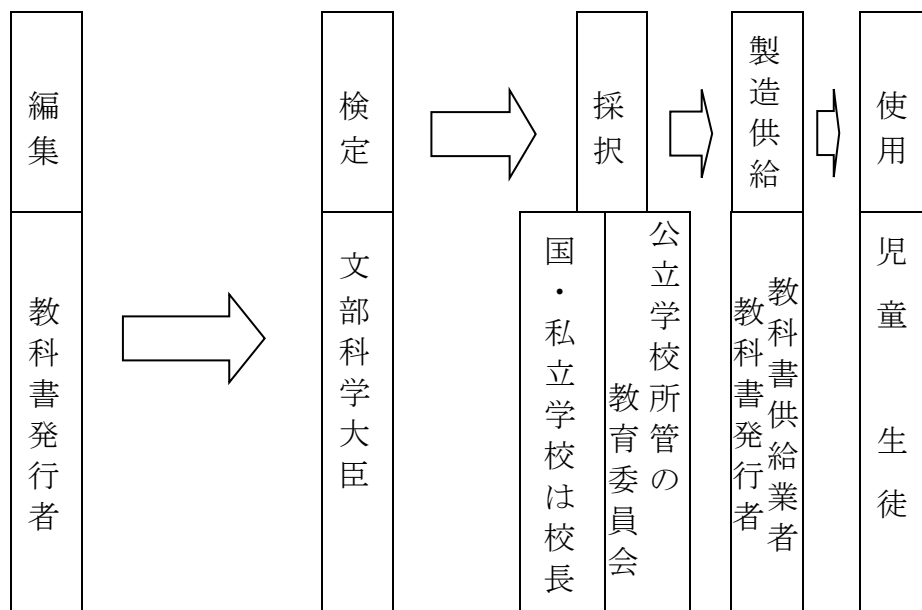 編集
教科書発行者
検定
文部科学大臣
採択
公立学校所管の
教育委員会
国・私立学校は校長
製造供給
教科書供給業者
教科書発行者
使用
児童 生徒